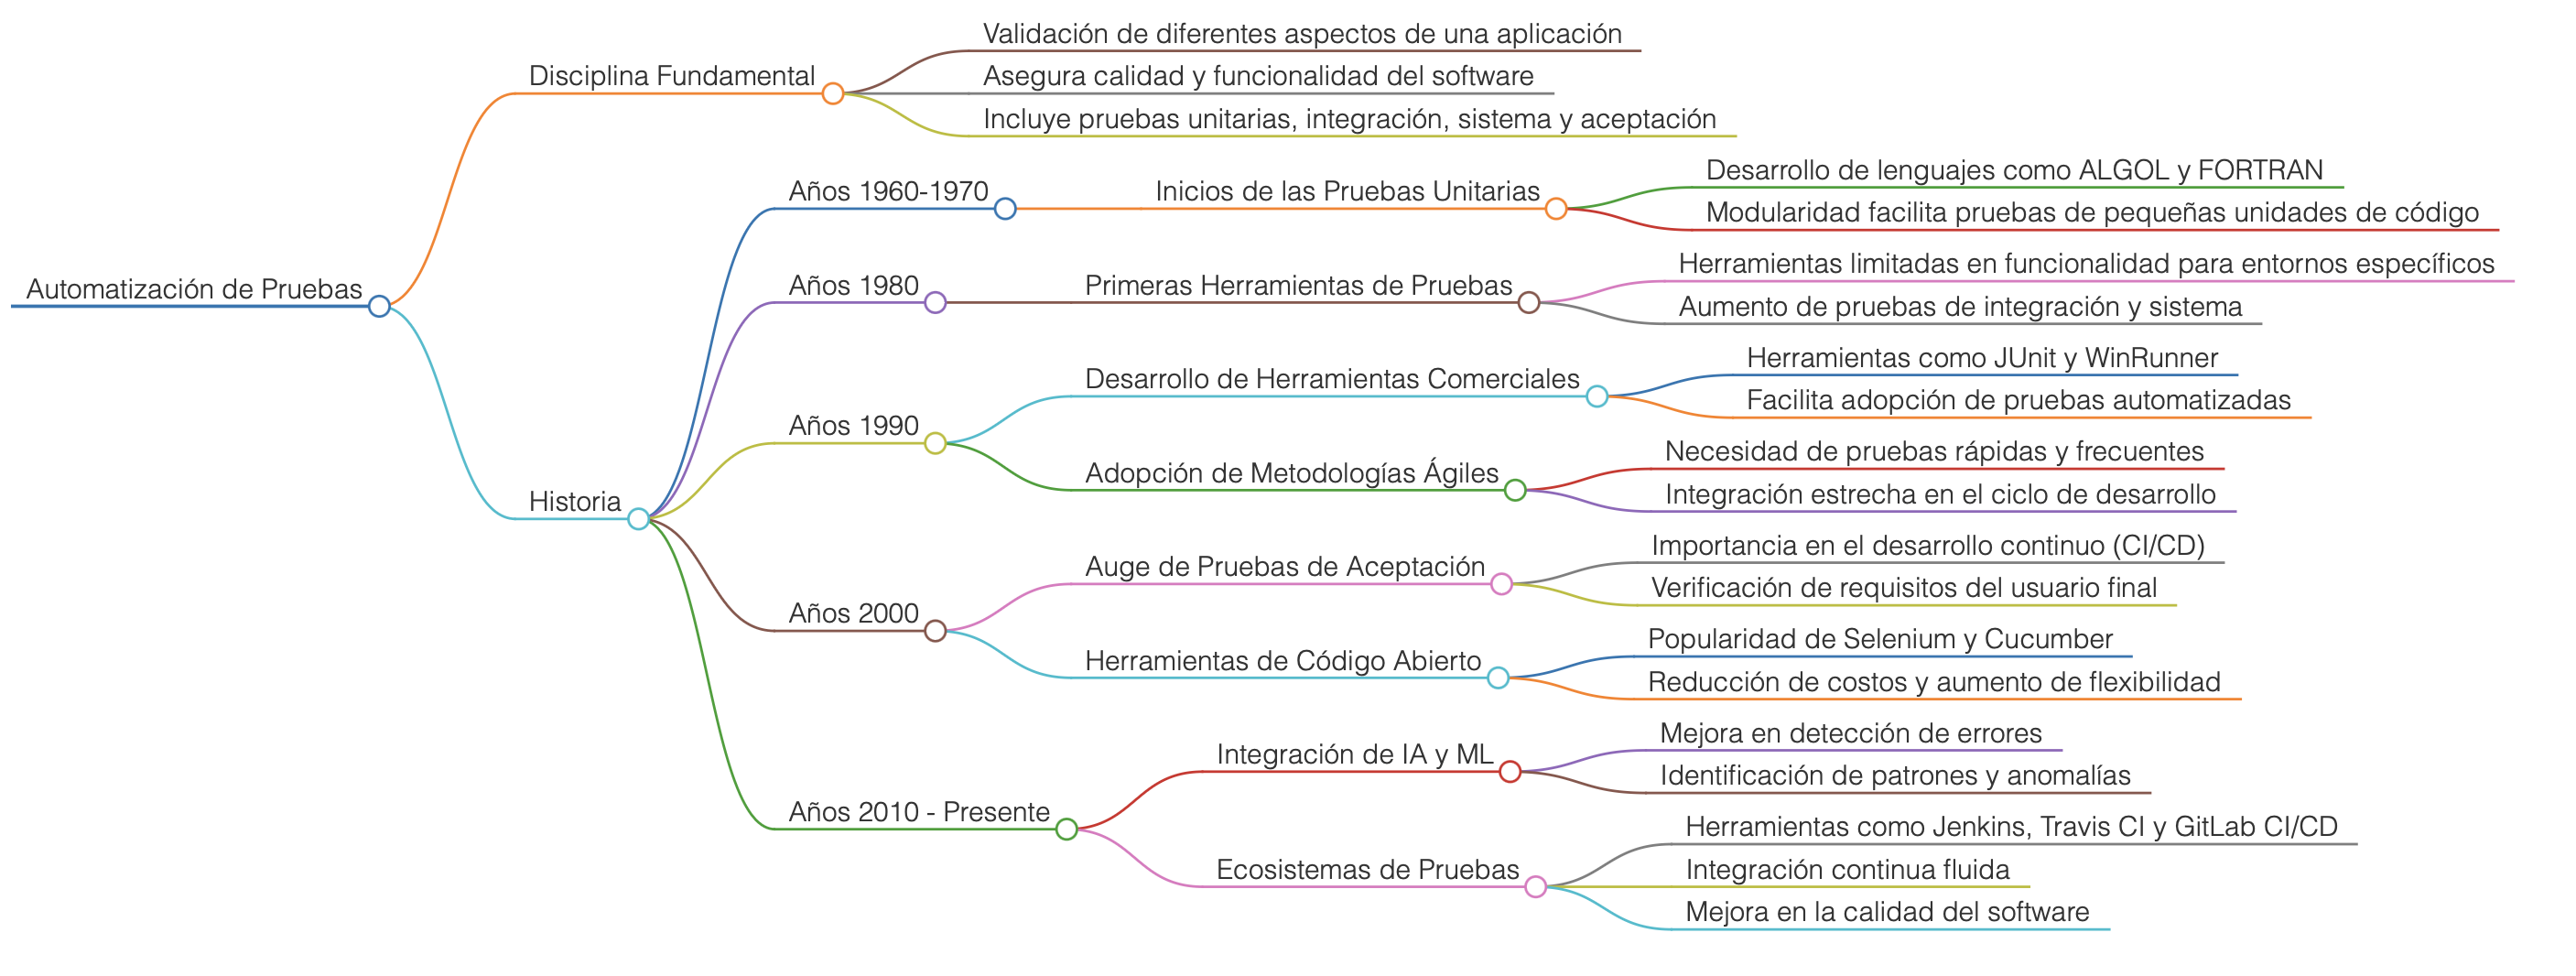 Automatización de Pruebas
Disciplina Fundamental
Validación de diferentes aspectos de una aplicación
Asegura calidad y funcionalidad del software
Incluye pruebas unitarias, integración, sistema y aceptación
Historia
Años 1960-1970
Inicios de las Pruebas Unitarias
Desarrollo de lenguajes como ALGOL y FORTRAN
Modularidad facilita pruebas de pequeñas unidades de código
Años 1980
Primeras Herramientas de Pruebas
Herramientas limitadas en funcionalidad para entornos específicos
Aumento de pruebas de integración y sistema
Años 1990
Desarrollo de Herramientas Comerciales
Herramientas como JUnit y WinRunner
Facilita adopción de pruebas automatizadas
Adopción de Metodologías Ágiles
Necesidad de pruebas rápidas y frecuentes
Integración estrecha en el ciclo de desarrollo
Años 2000
Auge de Pruebas de Aceptación
Importancia en el desarrollo continuo (CI/CD)
Verificación de requisitos del usuario final
Herramientas de Código Abierto
Popularidad de Selenium y Cucumber
Reducción de costos y aumento de flexibilidad
Años 2010 - Presente
Integración de IA y ML
Mejora en detección de errores
Identificación de patrones y anomalías
Ecosistemas de Pruebas
Herramientas como Jenkins, Travis CI y GitLab CI/CD
Integración continua fluida
Mejora en la calidad del software